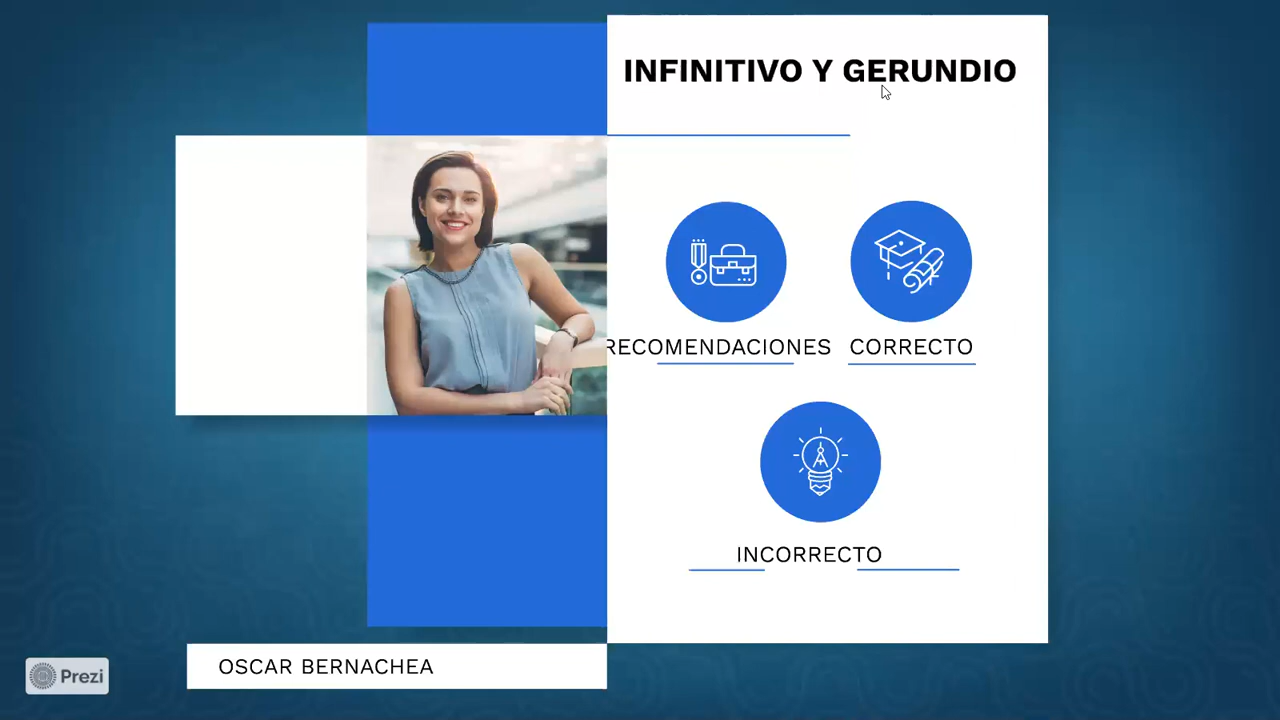 INFINITIVO Y GERUNDIO
RECOMENDACIONES
CORRECTO
INCORRECTO
OSCAR BERNACHEA
Prezi